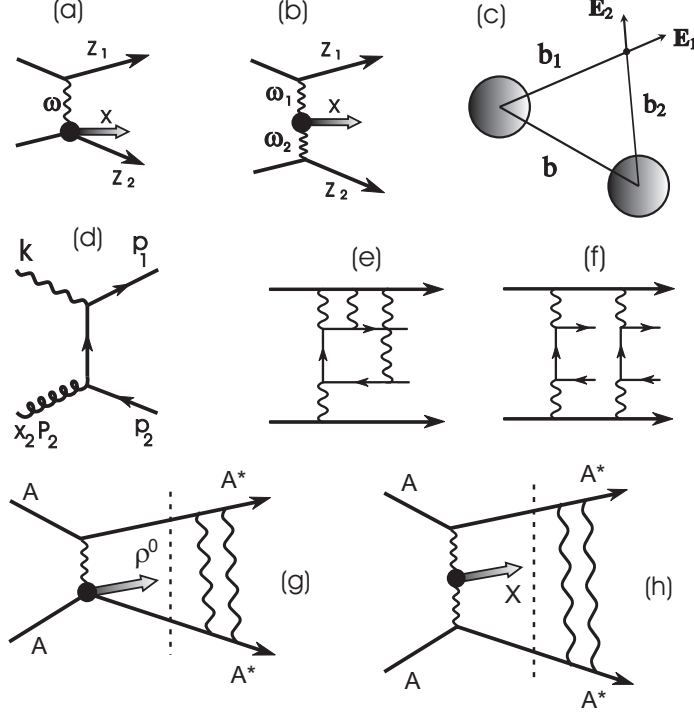 (a)
Z₁
ω
x
Z₂
(b)
Z₁
ω₁
x
ω₂
Z₂
(c)
E₂
E₁
b₁
b₂
b
(d)
k
p₁
x₂P₂
p₂
(e)
(f)
A
A*
ρ⁰
(g)
A
A*
A
A*
X
(h)
A
A*